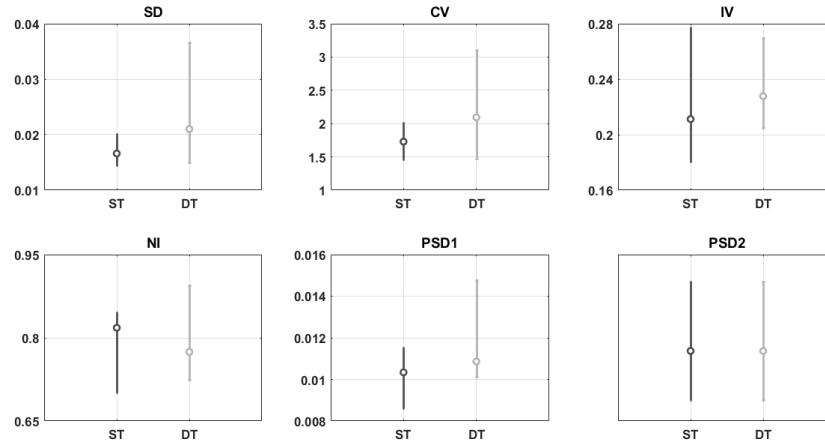 SD
0.04
0.03
0.02
0.01
ST DT
CV
3.5
3
2.5
2
1.5
1
ST DT
IV
0.28
0.24
0.2
0.16
ST DT
NI
0.95
0.8
0.65
ST DT
PSD1
0.016
0.014
0.012
0.01
0.008
ST DT
PSD2
ST DT